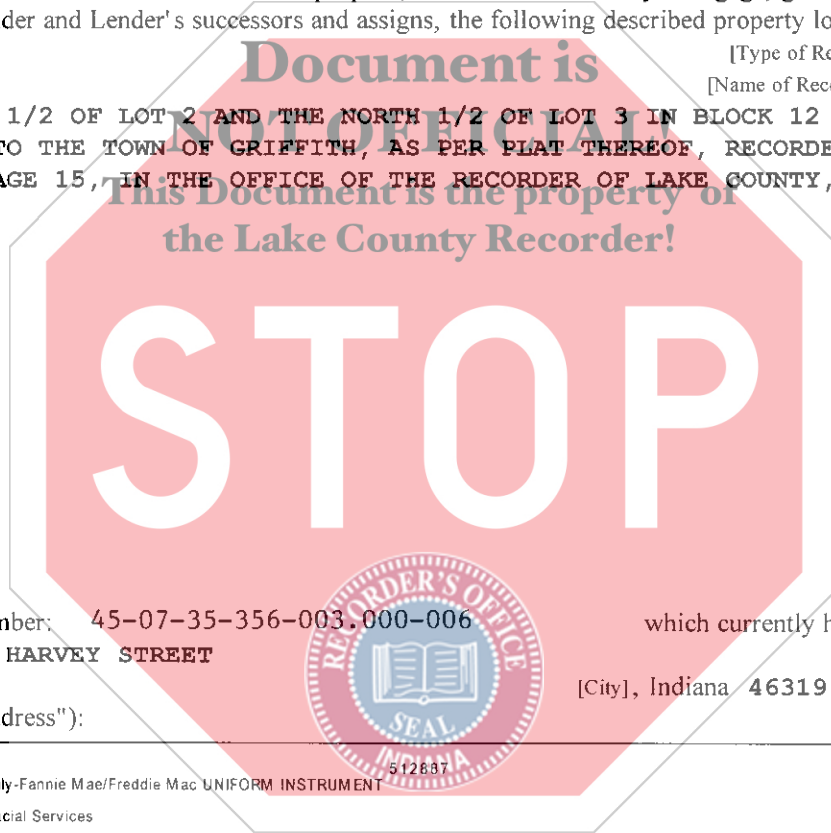 der and Lender's successors and assigns, the following described property lo
Document is
[Type of Re
[Name of Reco
1/2 OF LOT 2 AND THE NORTH 1/2 OF LOT 3 IN BLOCK 12
NOT OFFICIAL!
TO THE TOWN OF GRIFFITH, AS PER PLAT THEREOF, RECORDE
AGE 15, IN THE OFFICE OF THE RECORDER OF LAKE COUNTY,
This Document is the property of
the Lake County Recorder!
STOP
mber: 45-07-35-356-003.000-006 which currently h
HARVEY STREET
[City], Indiana 46319
dress"):
RECORDER'S OFFICE
SEAL
INDIANA
512887
ly-Fannie Mae/Freddie Mac UNIFORM INSTRUMENT
ncial Services